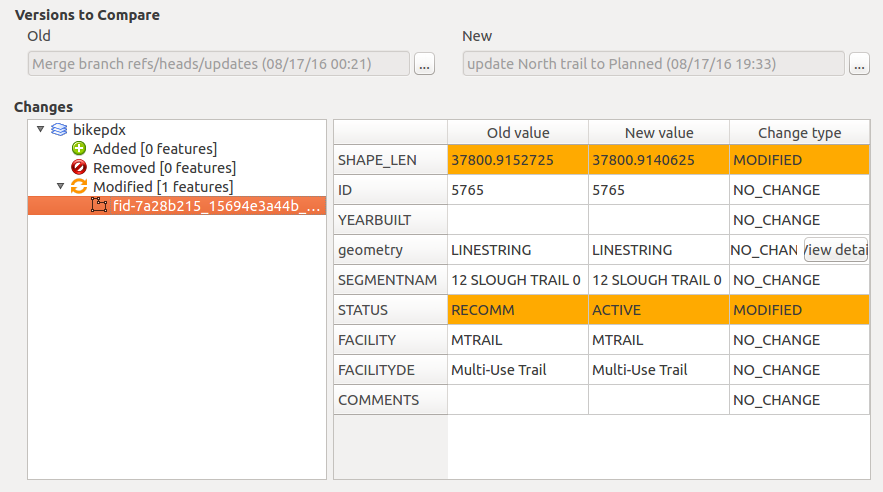 Versions to Compare
Old New
Merge branch refs/heads/updates (08/17/16 00:21) ... update North trail to Planned (08/17/16 19:33) ...
Changes
bikepdx
Added [0 features]
Removed [0 features]
Modified [1 features]
fid-7a28b215_15694e3a44b_...
Old value New value Change type
SHAPE_LEN 37800.9152725 37800.9140625 MODIFIED
ID 5765 5765 NO_CHANGE
YEARBUILT NO_CHANGE
geometry LINESTRING LINESTRING NO_CHAN View detai
SEGMENTNAM 12 SLOUGH TRAIL 0 12 SLOUGH TRAIL 0 NO_CHANGE
STATUS RECOMM ACTIVE MODIFIED
FACILITY MTRAIL MTRAIL NO_CHANGE
FACILITYDE Multi-Use Trail Multi-Use Trail NO_CHANGE
COMMENTS NO_CHANGE